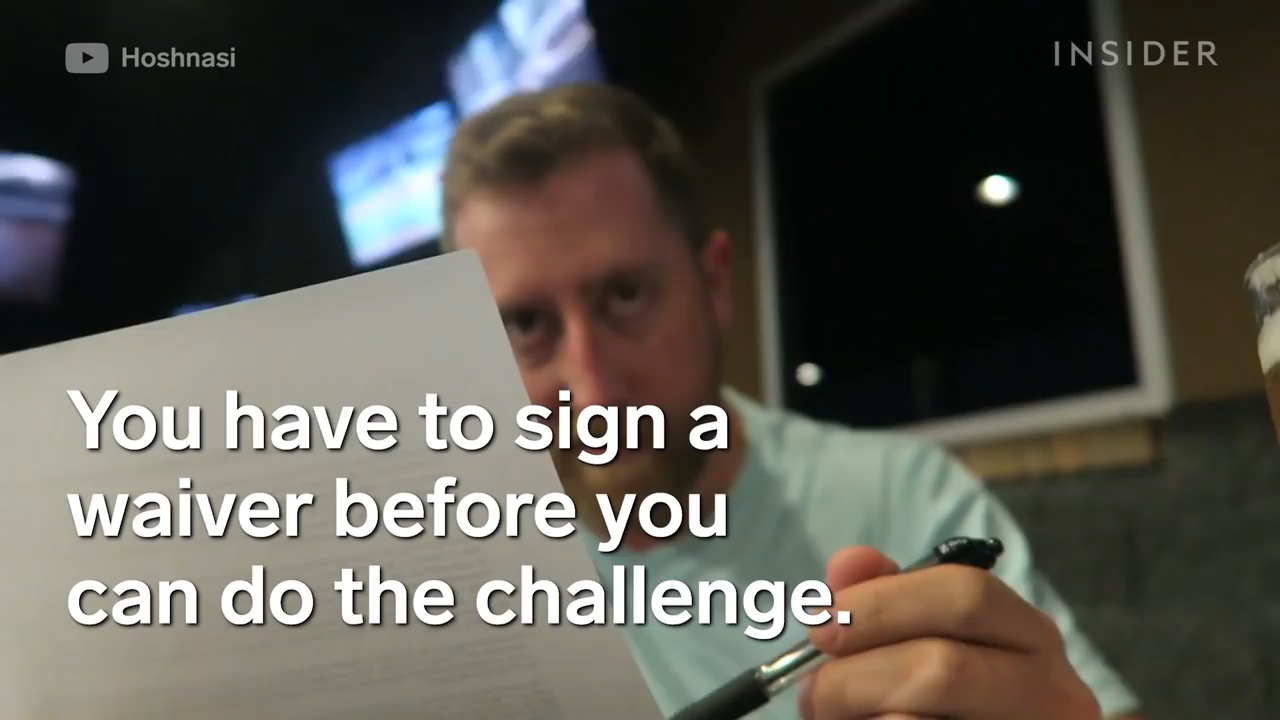 Hoshnasi
INSIDER
You have to sign a
waiver before you
can do the challenge.